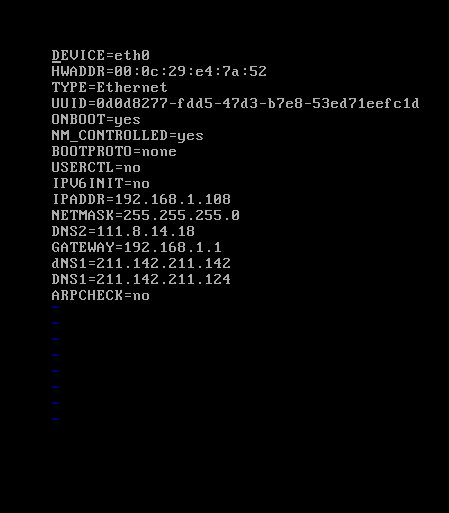 DEVICE=eth0
HWADDR=00:0c:29:e4:7a:52
TYPE=Ethernet
UUID=0d0d8277-fdd5-47d3-b7e8-53ed71eefc1d
ONBOOT=yes
NM_CONTROLLED=yes
BOOTPROTO=none
USERCTL=no
IPV6INIT=no
IPADDR=192.168.1.108
NETMASK=255.255.255.0
DNS2=111.8.14.18
GATEWAY=192.168.1.1
dNS1=211.142.211.142
DNS1=211.142.211.124
ARPCHECK=no
~
~
~
~
~
~
~
~